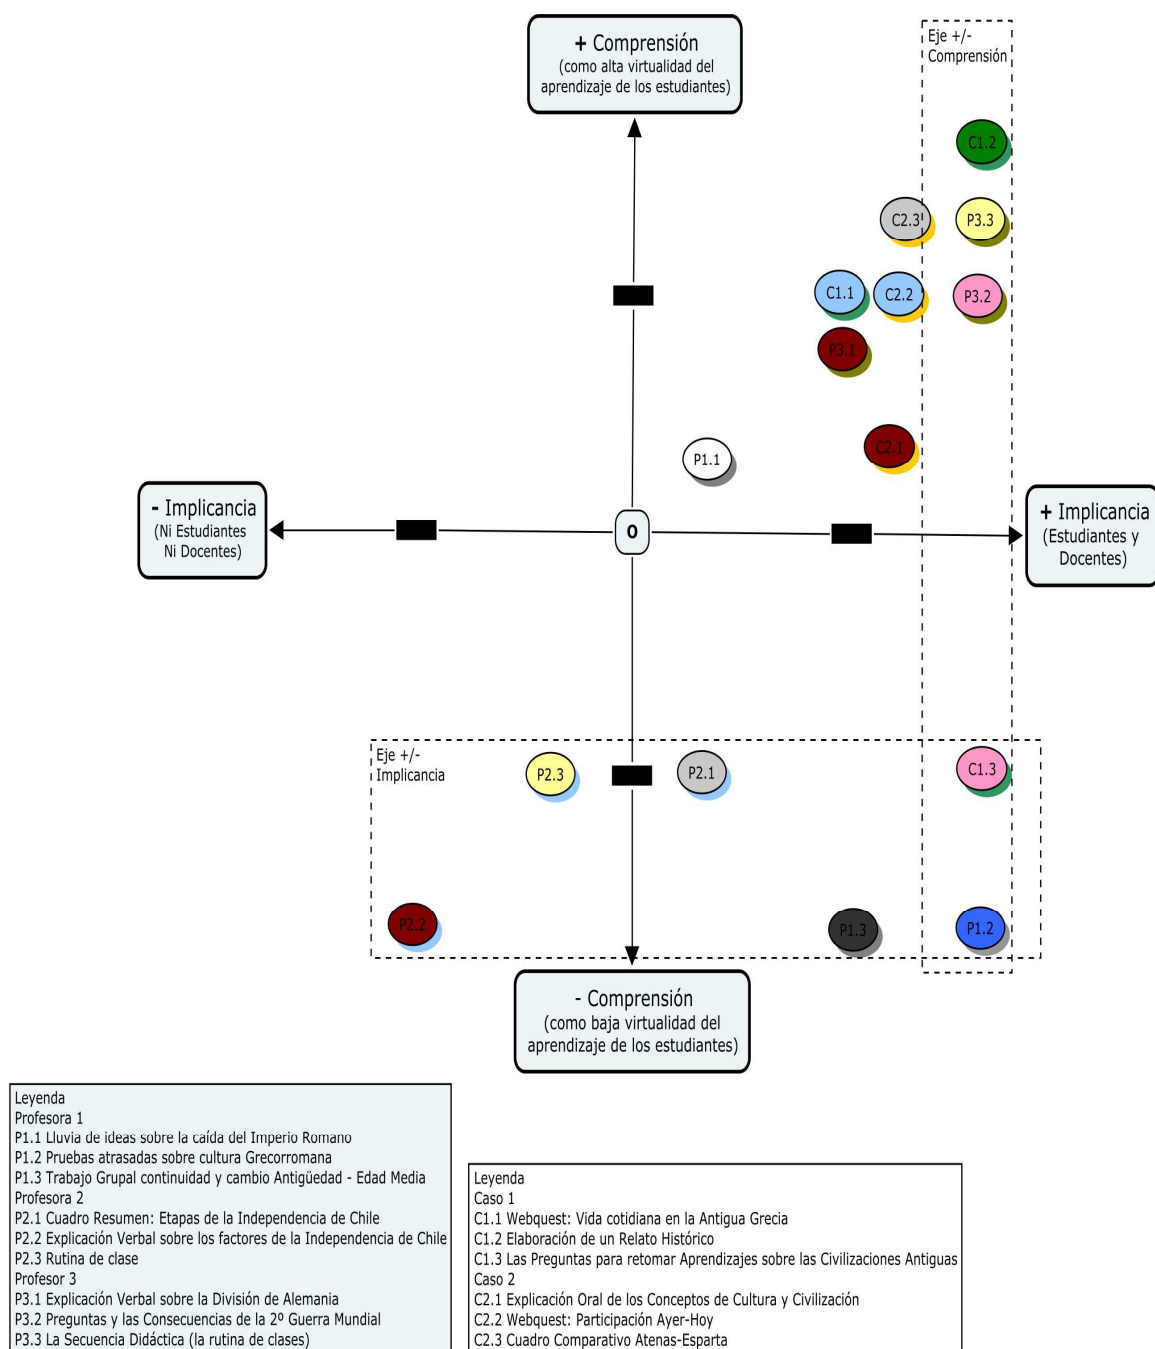 + Comprensión
(como alta virtualidad del
aprendizaje de los estudiantes)
Eje +/-
Comprensión
C1.2
C2.3
P3.3
C1.1
C2.2
P3.2
P3.1
P1.1
C2.1
- Implicancia
(Ni Estudiantes
Ni Docentes)
0
+ Implicancia
(Estudiantes y
Docentes)
Eje +/-
Implicancia
P2.3
P2.1
C1.3
P2.2
P1.3
P1.2
- Comprensión
(como baja virtualidad del
aprendizaje de los estudiantes)
Leyenda
Profesora 1
P1.1 Lluvia de ideas sobre la caída del Imperio Romano
P1.2 Pruebas atrasadas sobre cultura Grecorromana
P1.3 Trabajo Grupal continuidad y cambio Antigüedad - Edad Media
Profesora 2
P2.1 Cuadro Resumen: Etapas de la Independencia de Chile
P2.2 Explicación Verbal sobre los factores de la Independencia de Chile
P2.3 Rutina de clase
Profesor 3
P3.1 Explicación Verbal sobre la División de Alemania
P3.2 Preguntas y las Consecuencias de la 2º Guerra Mundial
P3.3 La Secuencia Didáctica (la rutina de clases)
Leyenda
Caso 1
C1.1 Webquest: Vida cotidiana en la Antigua Grecia
C1.2 Elaboración de un Relato Histórico
C1.3 Las Preguntas para retomar Aprendizajes sobre las Civilizaciones Antiguas
Caso 2
C2.1 Explicación Oral de los Conceptos de Cultura y Civilización
C2.2 Webquest: Participación Ayer-Hoy
C2.3 Cuadro Comparativo Atenas-Esparta